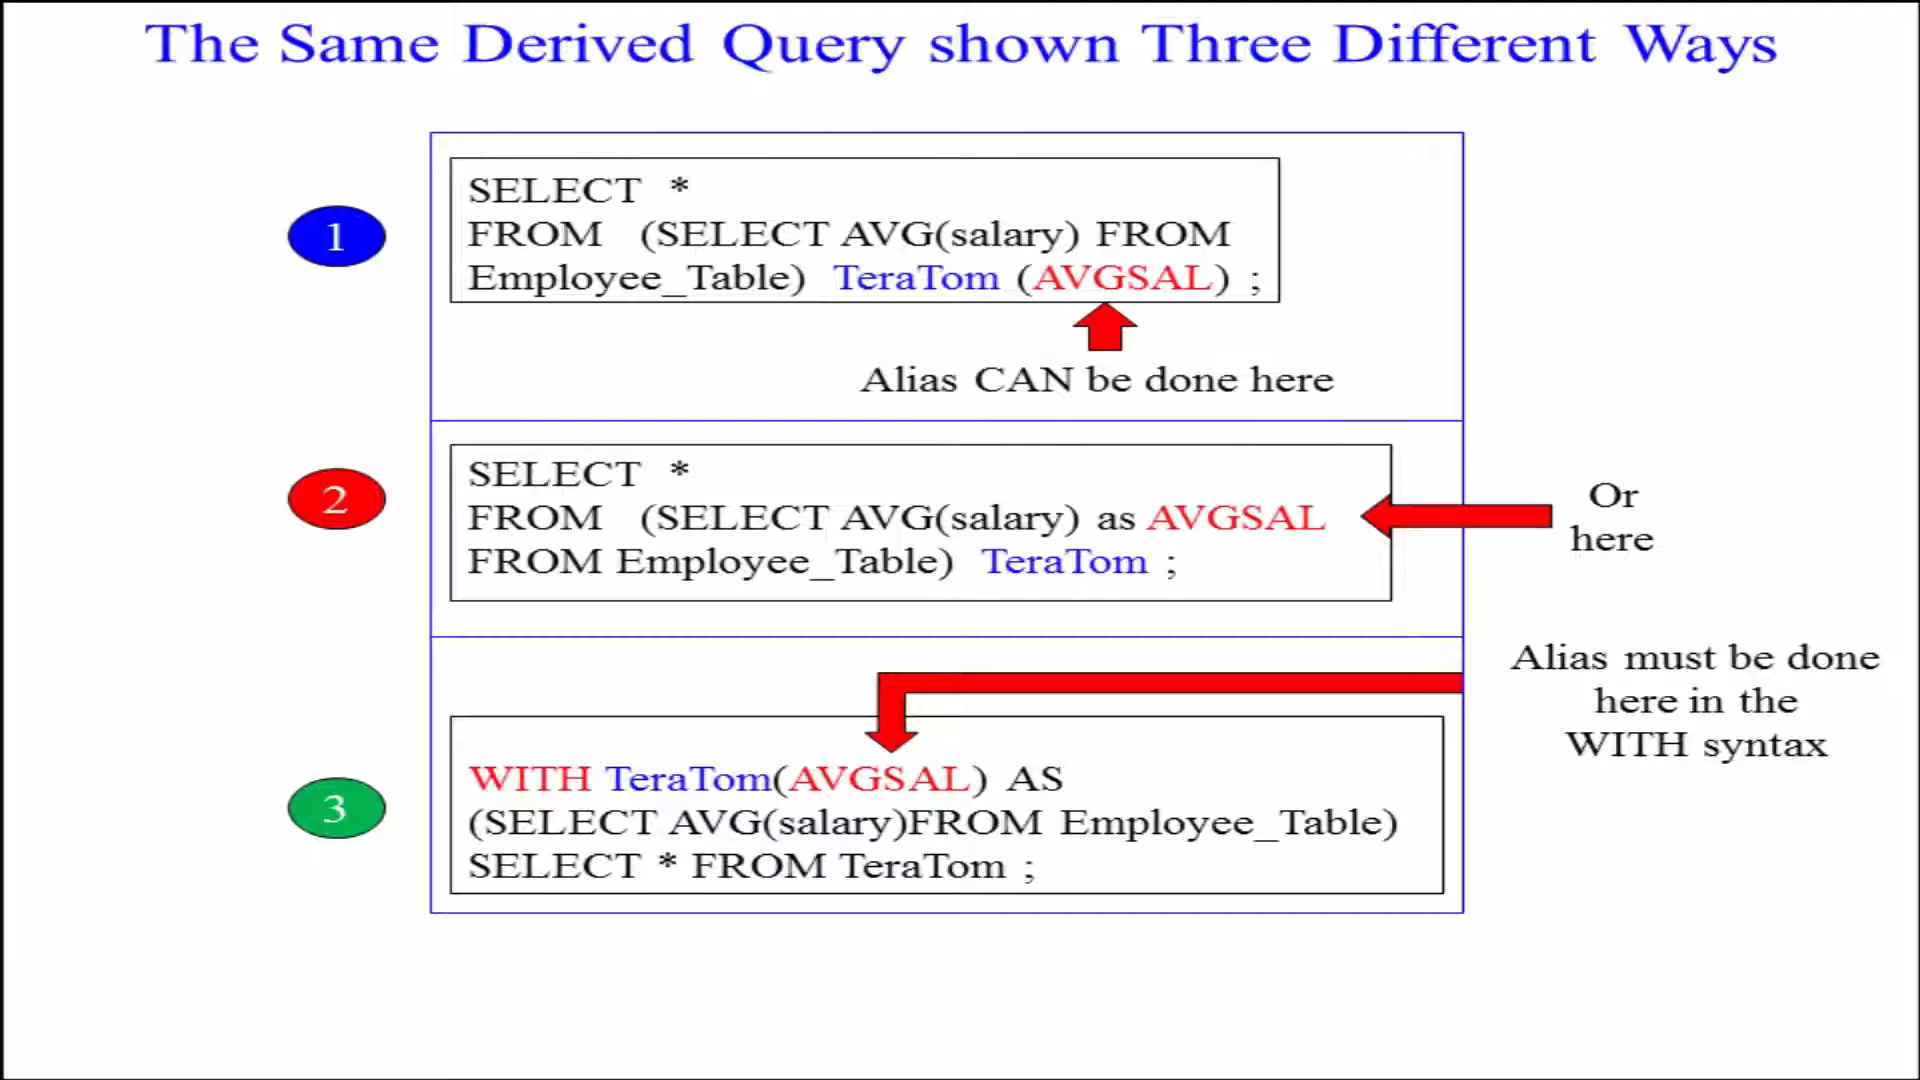 The Same Derived Query shown Three Different Ways
1
SELECT *
FROM (SELECT AVG(salary) FROM
Employee_Table) TeraTom (AVGSAL) ;
Alias CAN be done here
2
SELECT *
FROM (SELECT AVG(salary) as AVGSAL
FROM Employee_Table) TeraTom ;
Or
here
Alias must be done
here in the
WITH syntax
3
WITH TeraTom(AVGSAL) AS
(SELECT AVG(salary)FROM Employee_Table)
SELECT * FROM TeraTom ;